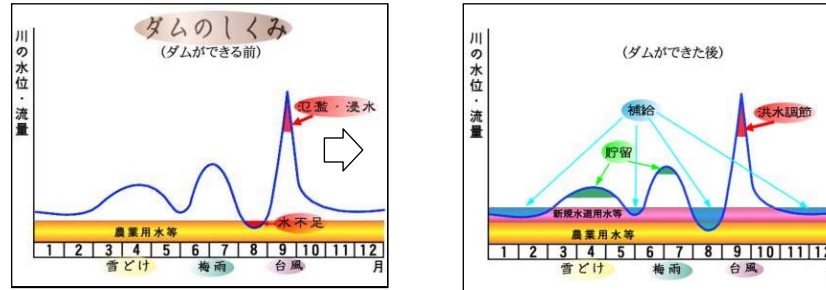 ダムのしくみ
(ダムができる前)
川の水位・流量
氾濫・浸水
水不足
農業用水等
1 2 3 4 5 6 7 8 9 10 11 12
月
雪どけ 梅雨 台風
(ダムができた後)
川の水位・流量
補給
洪水調節
貯留
新規水道用水等
農業用水等
1 2 3 4 5 6 7 8 9 10 11 12
月
雪どけ 梅雨 台風